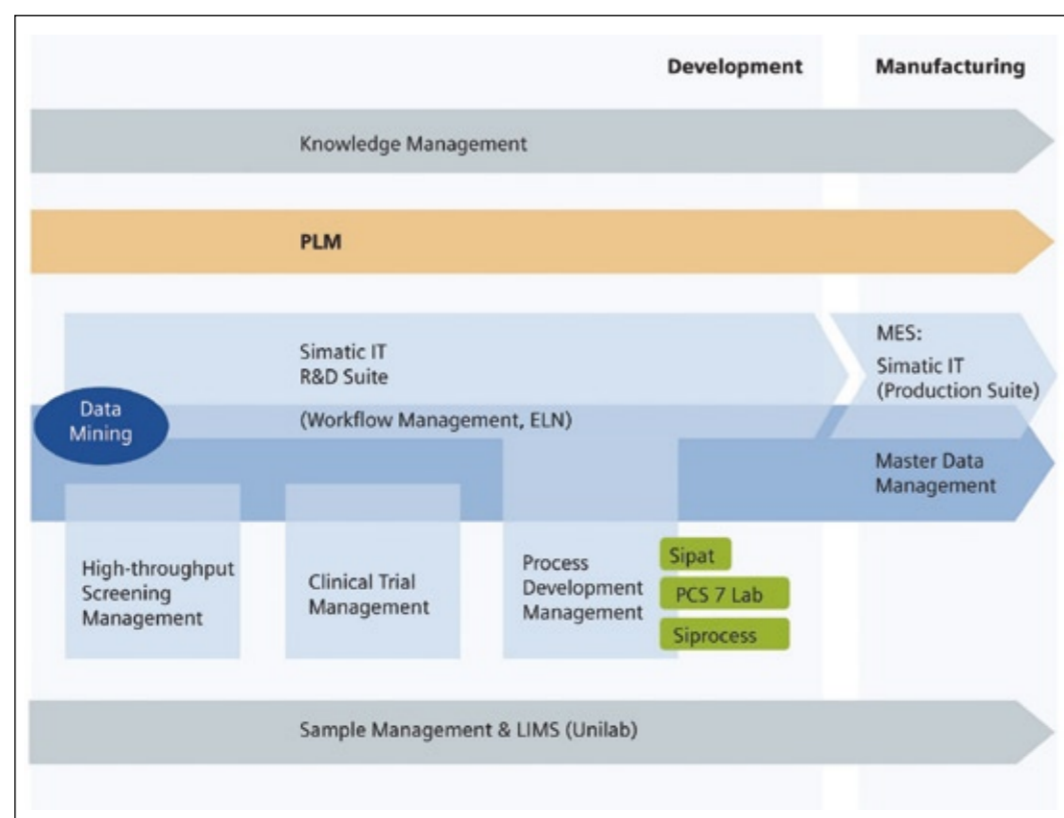 Development
Manufacturing
Knowledge Management
PLM
Simatic IT
R&D Suite
(Workflow Management, ELN)
MES:
Simatic IT
(Production Suite)
Data
Mining
Master Data
Management
High-throughput
Screening
Management
Clinical Trial
Management
Process
Development
Management
Sipat
PCS 7 Lab
Siprocess
Sample Management & LIMS (Unilab)